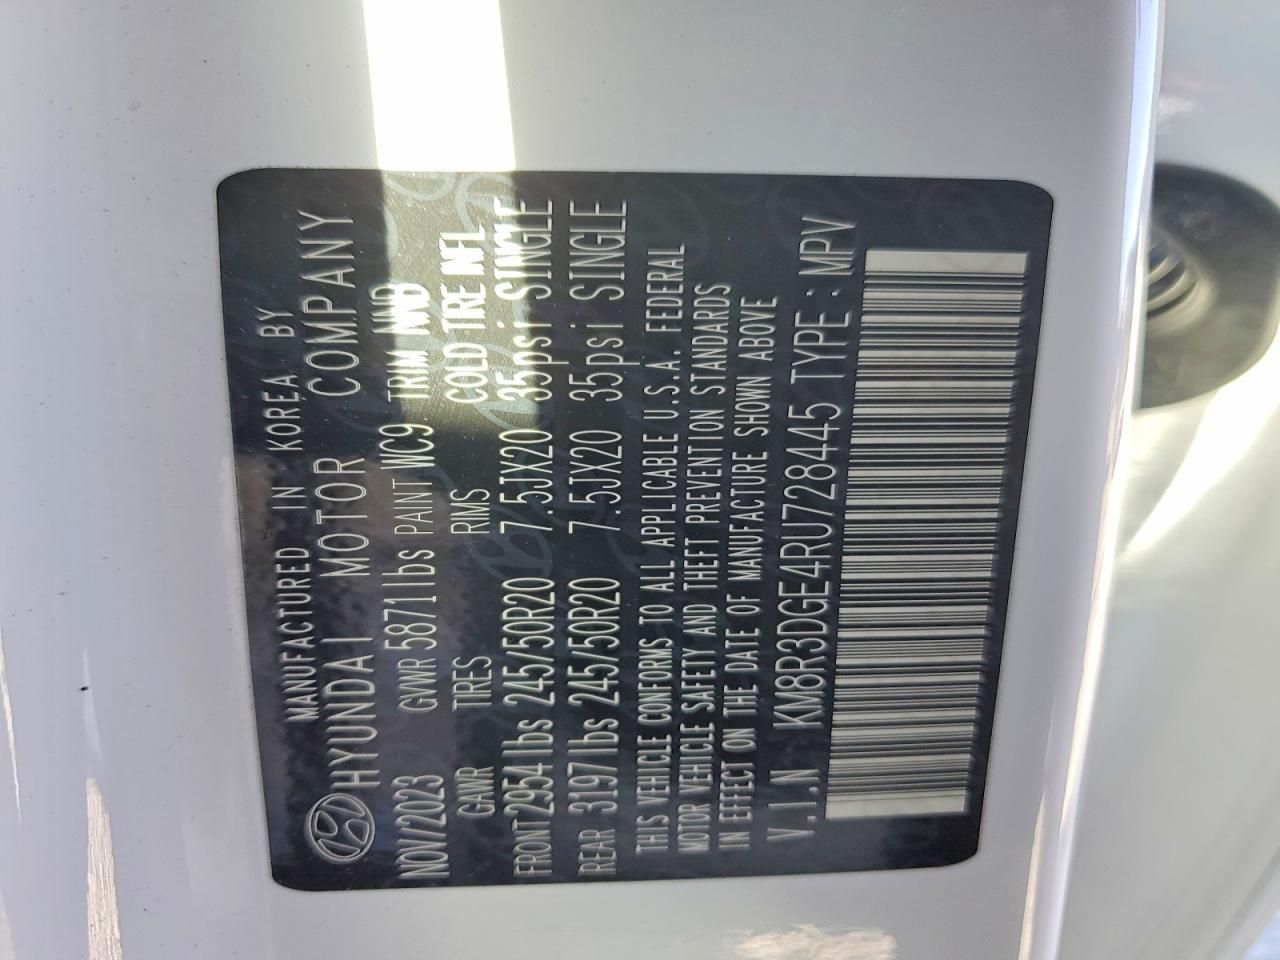 MANUFACTURED IN KOREA BY
HYUNDAI MOTOR COMPANY
NOV/2023 GVWR 5871lbs PAINT WC9 TRIM NNB
GAWR TIRES RIMS COLD TIRE INFL
FRONT 2954lbs 245/50R20 7.5JX20 35psi SINGLE
REAR 3197lbs 245/50R20 7.5JX20 35psi SINGLE
THIS VEHICLE CONFORMS TO ALL APPLICABLE U.S.A. FEDERAL
MOTOR VEHICLE SAFETY AND THEFT PREVENTION STANDARDS
IN EFFECT ON THE DATE OF MANUFACTURE SHOWN ABOVE
V.I.N KM8R3DGE4RU728445 TYPE : MPV